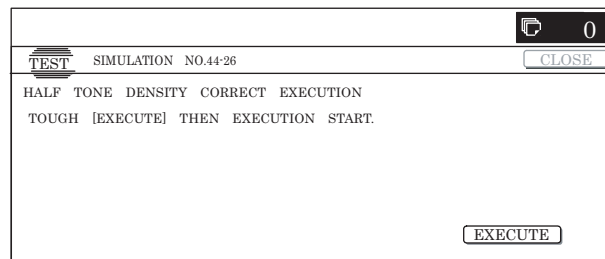 0
TEST SIMULATION NO.44-26 CLOSE
HALF TONE DENSITY CORRECT EXECUTION
TOUGH [EXECUTE] THEN EXECUTION START.
EXECUTE